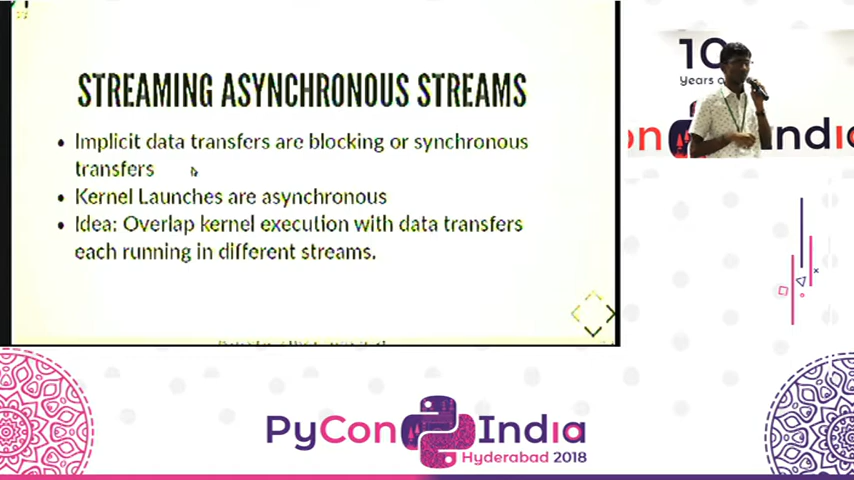 STREAMING ASYNCHRONOUS STREAMS
• Implicit data transfers are blocking or synchronous
transfers
• Kernel Launches are asynchronous
• Idea: Overlap kernel execution with data transfers
each running in different streams.
10
Years o
on
India
PyCon India
Hyderabad 2018